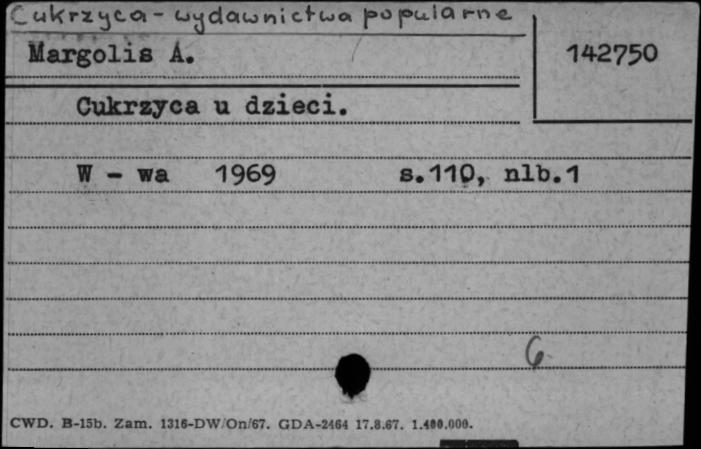 Cukrzyca - wydawnictwa popularne
Margolis A.
142750
Cukrzyca u dzieci.
W - wa 1969 s.110, nlb.1
6
CWD. B-15b. Zam. 1316-DW/On/67. GDA-2464 17.8.67. 1.400.000.